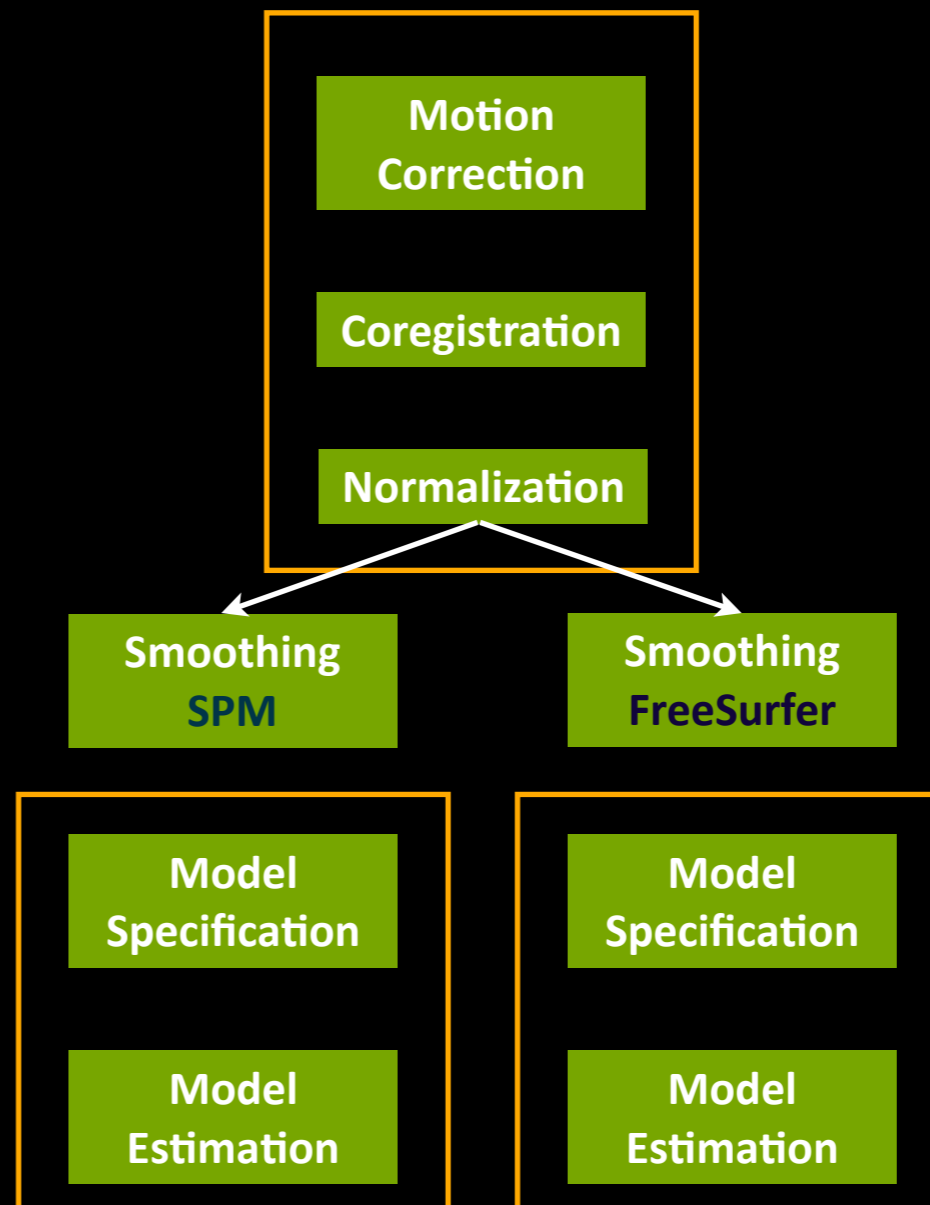 Motion
Correction
Coregistration
Normalization
Smoothing
SPM
Smoothing
FreeSurfer
Model
Specification
Model
Specification
Model
Estimation
Model
Estimation